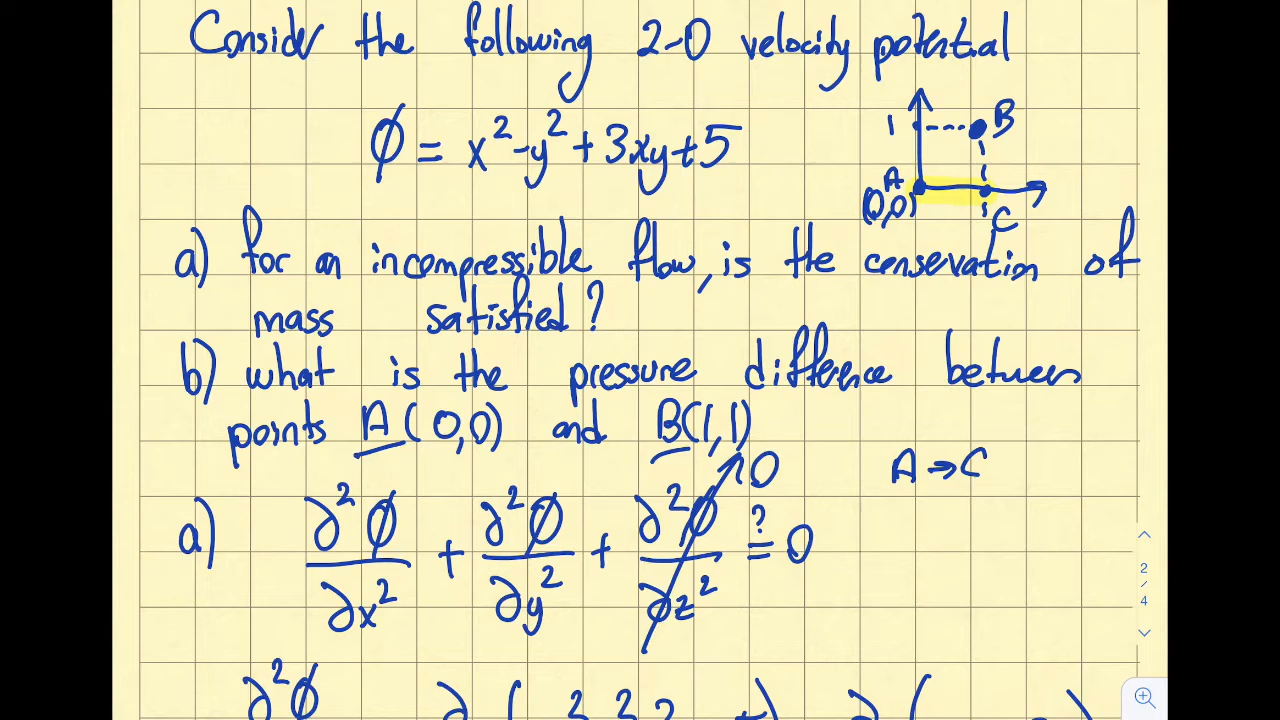 Consider the following 2-D velocity potential
ϕ = x² - y² + 3xy + 5
1 B
A
(0,0)
C
a) for an incompressible flow, is the conservation of
mass satisfied?
b) what is the pressure difference between
points A(0,0) and B(1,1)
A → C
a) ∂²ϕ/∂x² + ∂²ϕ/∂y² + ∂²ϕ/∂z² ≟ 0
0
2
/
4
∂²ϕ